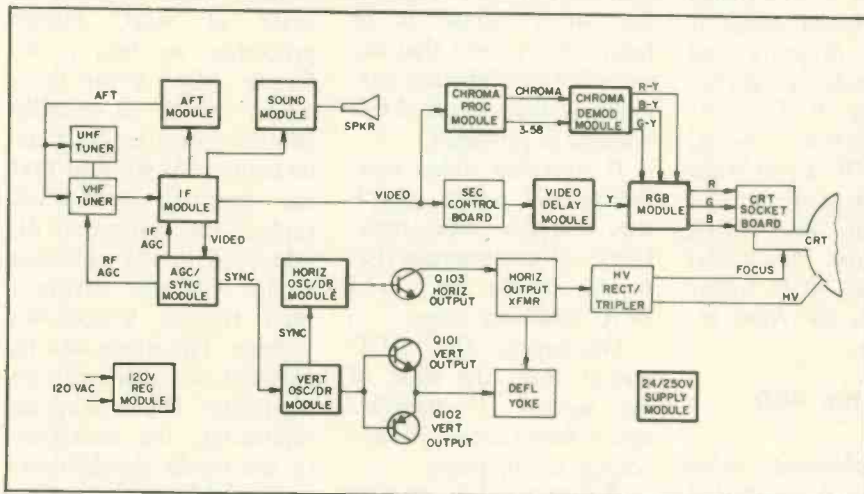 AFT
AFT
MODULE
SOUND
MODULE
SPKR
CHROMA
PROC
MODULE
CHROMA
3-58
CHROMA
DEMOD
MODULE
R-Y
B-Y
G-Y
UHF
TUNER
VHF
TUNER
IF
MODULE
VIDEO
SEC
CONTROL
BOARD
VIDEO
DELAY
MODULE
Y
RGB
MODULE
R
G
B
CRT
SOCKET
BOARD
CRT
RF
AGC
IF
AGC
VIDEO
AGC/
SYNC
MODULE
SYNC
HORIZ
OSC/DR
MODULE
Q103
HORIZ
OUTPUT
HORIZ
OUTPUT
XFMR
HV
RECT/
TRIPLER
FOCUS
HV
SYNC
120 VAC
120V
REG
MODULE
VERT
OSC/DR
MODULE
Q101
VERT
OUTPUT
Q102
VERT
OUTPUT
DEFL
YOKE
24/250V
SUPPLY
MODULE